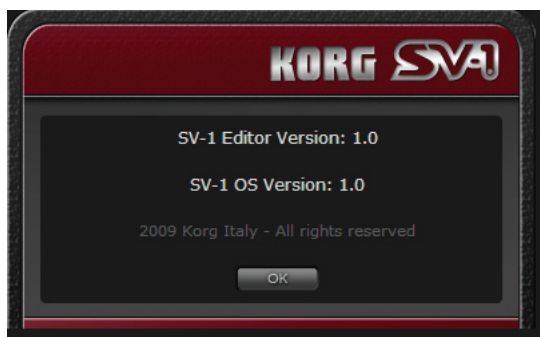 KORG SV-1
SV-1 Editor Version: 1.0
SV-1 OS Version: 1.0
2009 Korg Italy - All rights reserved
OK